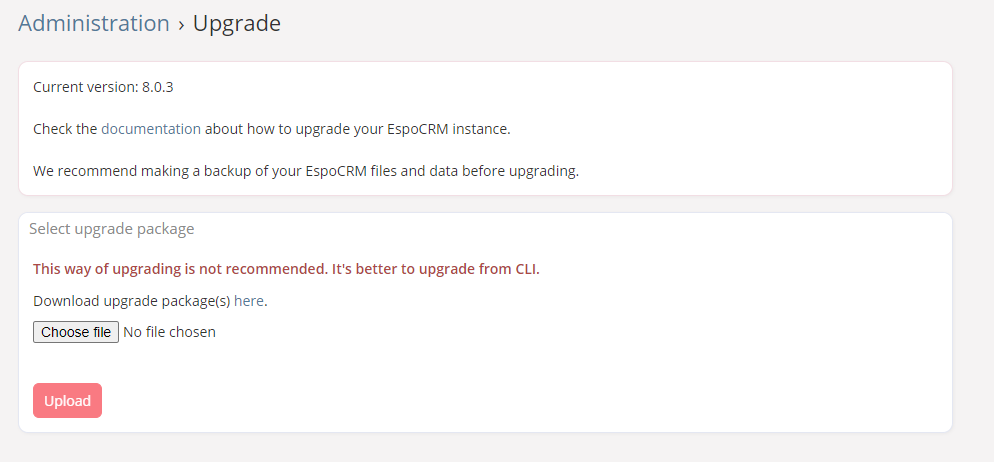 Administration › Upgrade
Current version: 8.0.3
Check the documentation about how to upgrade your EspoCRM instance.
We recommend making a backup of your EspoCRM files and data before upgrading.
Select upgrade package
This way of upgrading is not recommended. It's better to upgrade from CLI.
Download upgrade package(s) here.
Choose file No file chosen
Upload